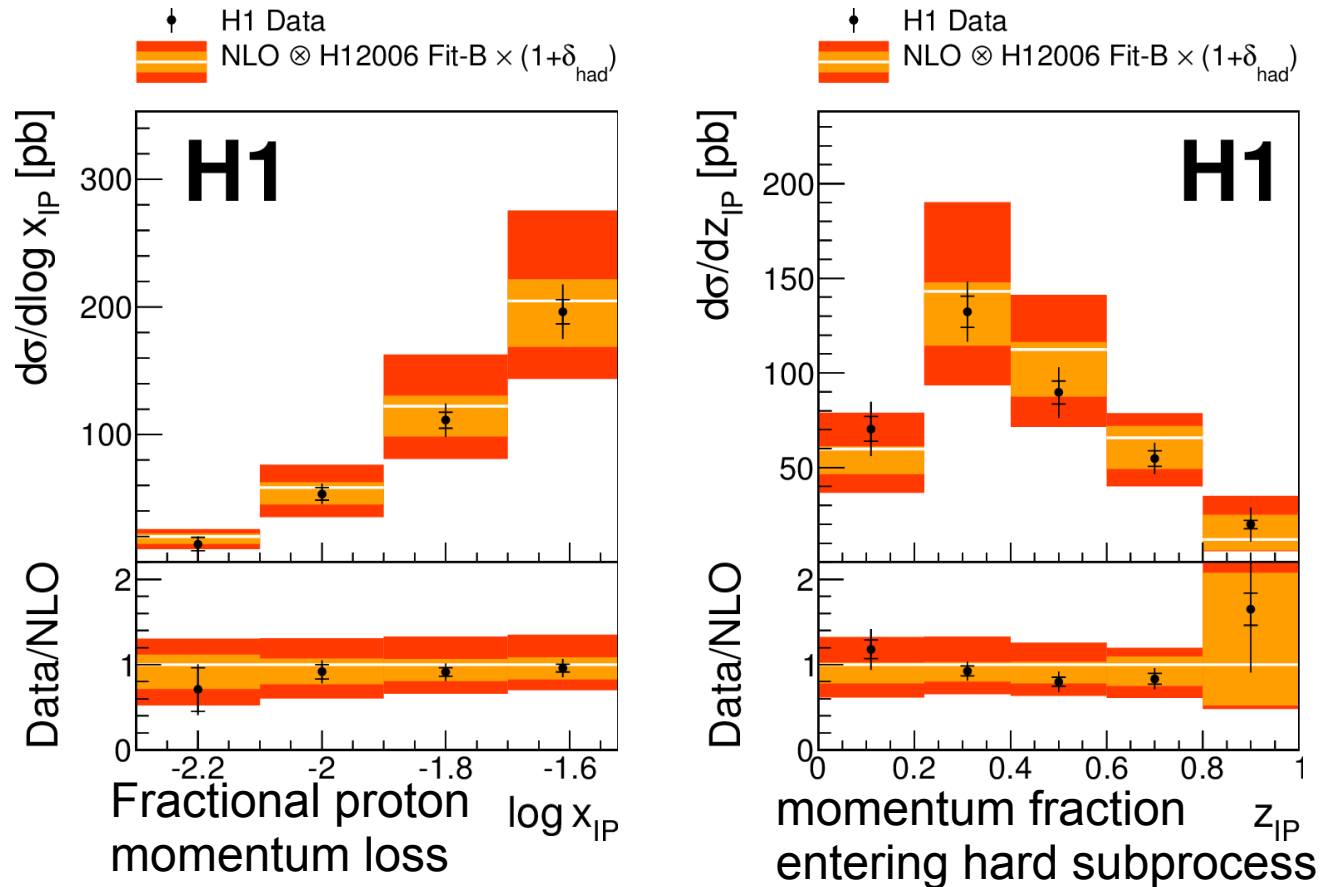 H1 Data
NLO ⊗ H12006 Fit-B × (1+δhad)
H1
dσ/dlog xIP [pb]
300
200
100
Data/NLO
2
1
0
-2.2 -2 -1.8 -1.6
Fractional proton
momentum loss
log xIP
H1 Data
NLO ⊗ H12006 Fit-B × (1+δhad)
H1
dσ/dzIP [pb]
200
150
100
50
Data/NLO
2
1
0
0 0.2 0.4 0.6 0.8 1
momentum fraction
entering hard subprocess
zIP